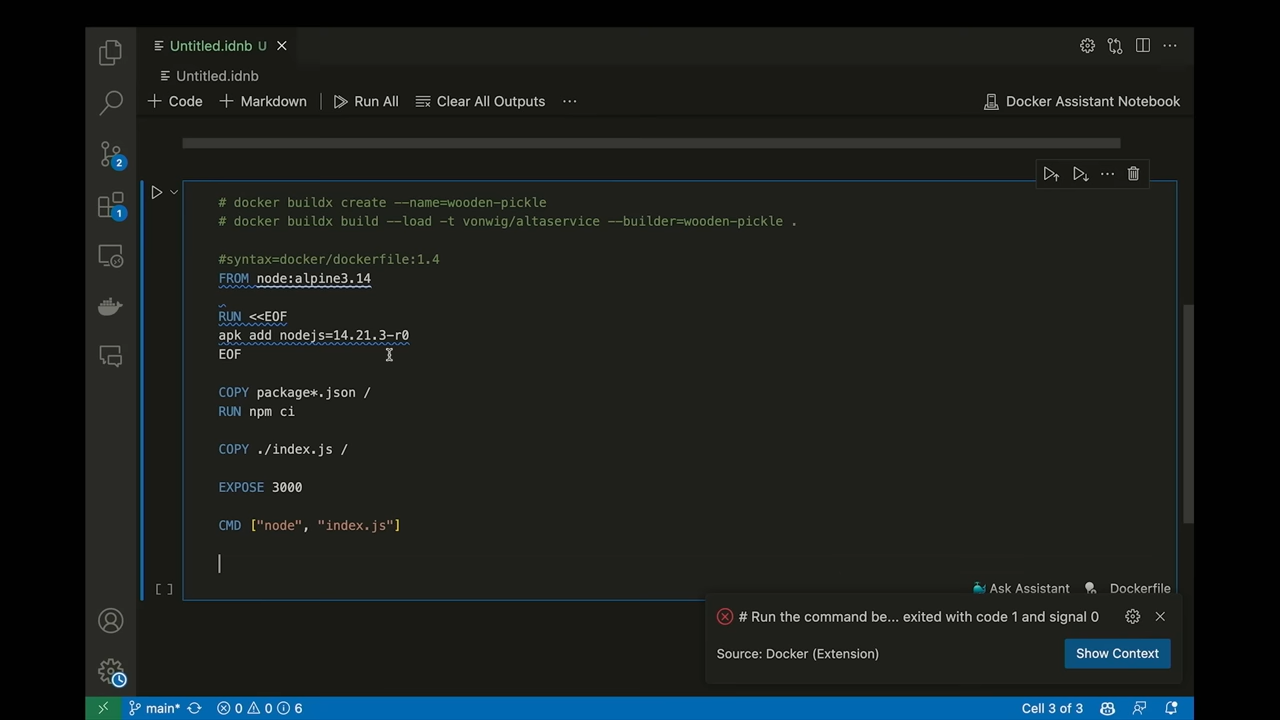 Untitled.idnb U
Untitled.idnb
Code Markdown Run All Clear All Outputs ... Docker Assistant Notebook
# docker buildx create --name=wooden-pickle
# docker buildx build --load -t vonwig/altaservice --builder=wooden-pickle .
#syntax=docker/dockerfile:1.4
FROM node:alpine3.14
RUN <<EOF
apk add nodejs=14.21.3-r0
EOF
COPY package*.json /
RUN npm ci
COPY ./index.js /
EXPOSE 3000
CMD ["node", "index.js"]
[ ]
Ask Assistant Dockerfile
# Run the command be... exited with code 1 and signal 0
Source: Docker (Extension)
Show Context
2
1
main* 0 0 6 Cell 3 of 3